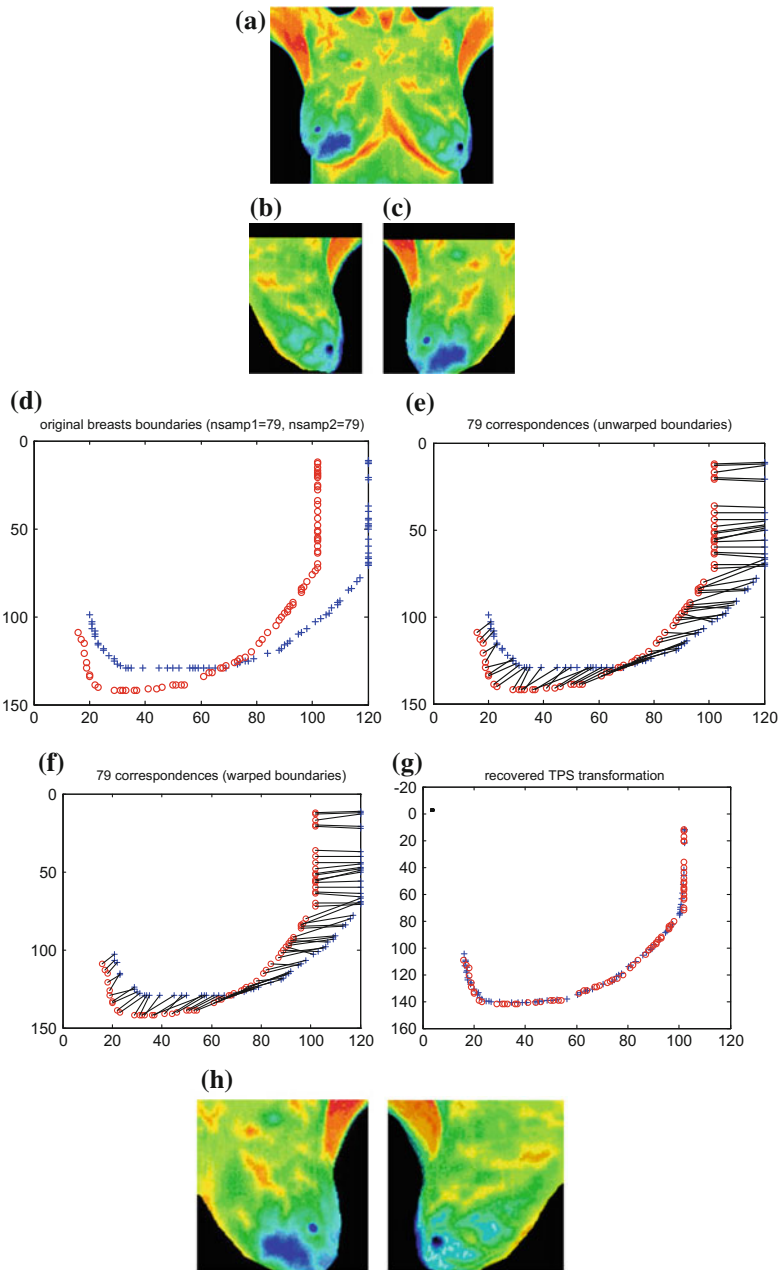 (a)
(b) (c)
(d)
original breasts boundaries (nsamp1=79, nsamp2=79)
0
50
100
150
0 20 40 60 80 100 120
(e)
79 correspondences (unwarped boundaries)
0
50
100
150
0 20 40 60 80 100 120
(f)
79 correspondences (warped boundaries)
0
50
100
150
0 20 40 60 80 100 120
(g)
recovered TPS transformation
-20
0
20
40
60
80
100
120
140
160
0 20 40 60 80 100 120
(h)